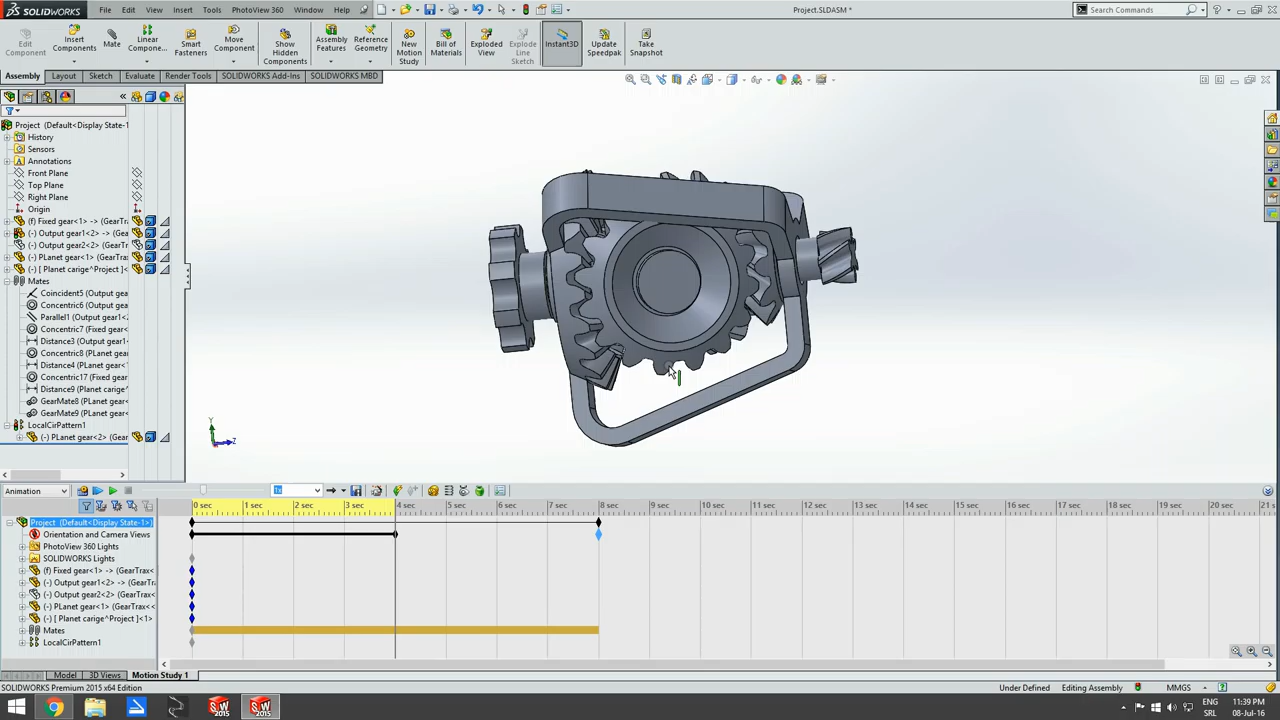 SOLIDWORKS
File Edit View Insert Tools PhotoView 360 Window Help
Project.SLDASM *
Search Commands
Edit Component
Insert Components
Mate
Linear Compone...
Smart Fasteners
Move Component
Show Hidden Components
Assembly Features
Reference Geometry
New Motion Study
Bill of Materials
Exploded View
Explode Line Sketch
Instant3D
Update Speedpak
Take Snapshot
Assembly Layout Sketch Evaluate Render Tools SOLIDWORKS Add-Ins SOLIDWORKS MBD
Project (Default<Display State-1
History
Sensors
Annotations
Front Plane
Top Plane
Right Plane
Origin
(f) Fixed gear<1> -> (GearTra
(-) Output gear1<2> -> (Gear
(-) Output gear2<2> (GearTra
(-) PLanet gear<1> (GearTrax
(-) [ Planet carige^Project ]<1
Mates
Coincident5 (Output gear
Concentric6 (Output gear
Parallel1 (Output gear1<2
Concentric7 (Fixed gear<
Distance3 (Output gear1<
Concentric8 (PLanet gear
Distance4 (PLanet gear<1
Concentric17 (Fixed gear
Distance9 (Planet carige
GearMate8 (PLanet gear<
GearMate9 (PLanet gear<
LocalCirPattern1
(-) PLanet gear<2> (Gear
Y
Z
Animation
1x
0 sec 1 sec 2 sec 3 sec 4 sec 5 sec 6 sec 7 sec 8 sec 9 sec 10 sec 11 sec 12 sec 13 sec 14 sec 15 sec 16 sec 17 sec 18 sec 19 sec 20 sec 21 s
Project (Default<Display State-1>)
Orientation and Camera Views
PhotoView 360 Lights
SOLIDWORKS Lights
(f) Fixed gear<1> -> (GearTrax
(-) Output gear1<2> -> (GearTr
(-) Output gear2<2> (GearTrax<
(-) PLanet gear<1> (GearTrax<<
(-) [ Planet carige^Project ]<1>
Mates
LocalCirPattern1
Model 3D Views Motion Study 1
SOLIDWORKS Premium 2015 x64 Edition
Under Defined Editing Assembly MMGS
2015
2015
ENG 11:39 PM
SRL 08-Jul-16